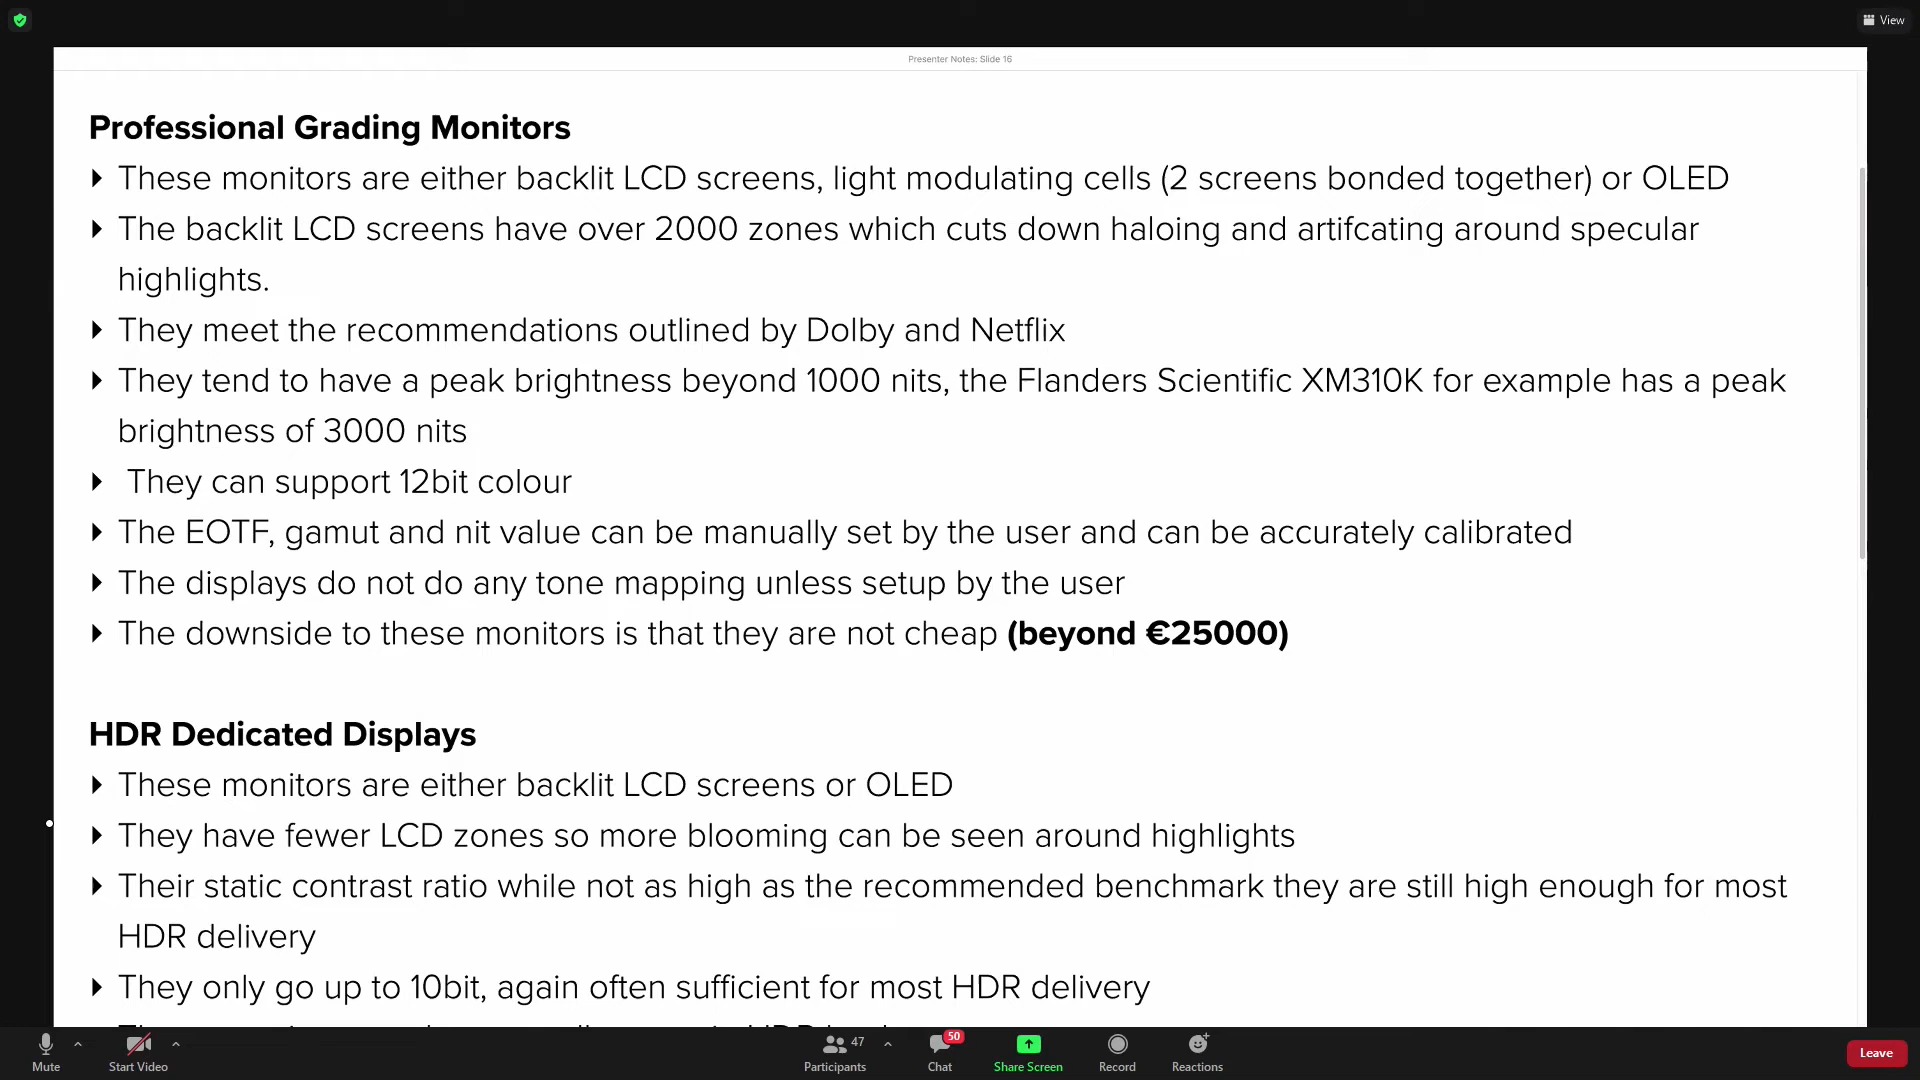 View
Presenter Notes: Slide 16
Professional Grading Monitors
These monitors are either backlit LCD screens, light modulating cells (2 screens bonded together) or OLED
The backlit LCD screens have over 2000 zones which cuts down haloing and artifcating around specular
highlights.
They meet the recommendations outlined by Dolby and Netflix
They tend to have a peak brightness beyond 1000 nits, the Flanders Scientific XM310K for example has a peak
brightness of 3000 nits
They can support 12bit colour
The EOTF, gamut and nit value can be manually set by the user and can be accurately calibrated
The displays do not do any tone mapping unless setup by the user
The downside to these monitors is that they are not cheap (beyond €25000)
HDR Dedicated Displays
These monitors are either backlit LCD screens or OLED
They have fewer LCD zones so more blooming can be seen around highlights
Their static contrast ratio while not as high as the recommended benchmark they are still high enough for most
HDR delivery
They only go up to 10bit, again often sufficient for most HDR delivery
47
50
Mute
Start Video
Participants
Chat
Share Screen
Record
Reactions
Leave